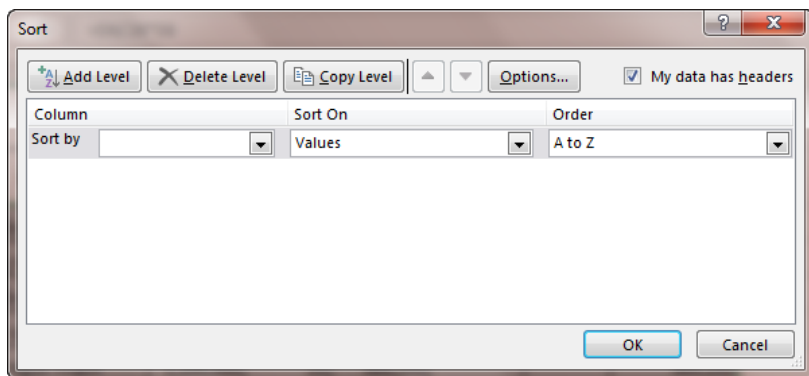 Sort
Add Level Delete Level Copy Level Options... My data has headers
Column Sort On Order
Sort by Values A to Z
OK Cancel